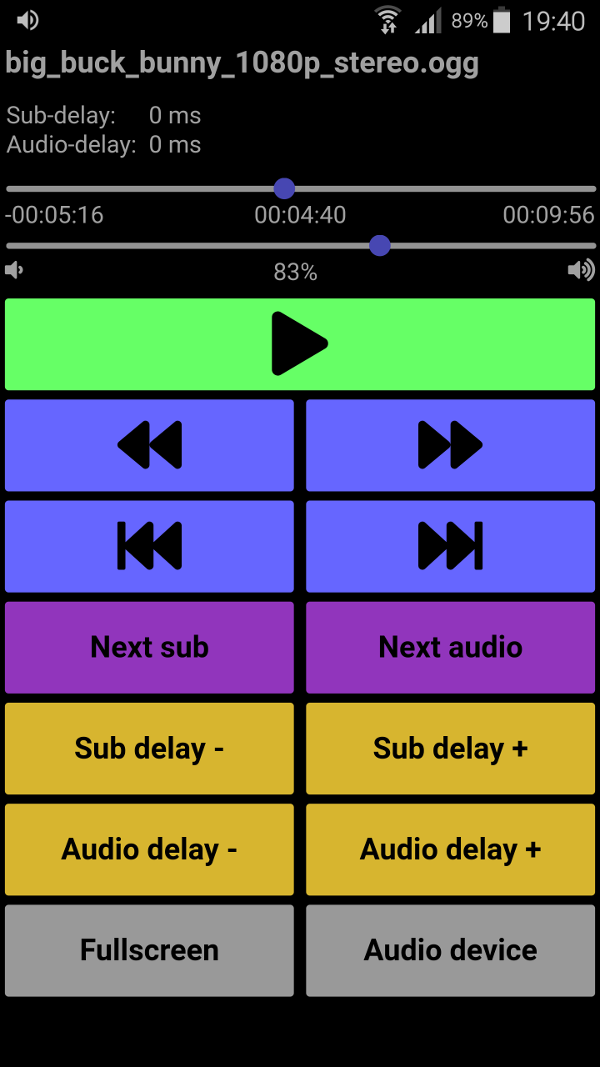 89% 19:40
big_buck_bunny_1080p_stereo.ogg
Sub-delay: 0 ms
Audio-delay: 0 ms
-00:05:16 00:04:40 00:09:56
83%
Next sub Next audio
Sub delay - Sub delay +
Audio delay - Audio delay +
Fullscreen Audio device